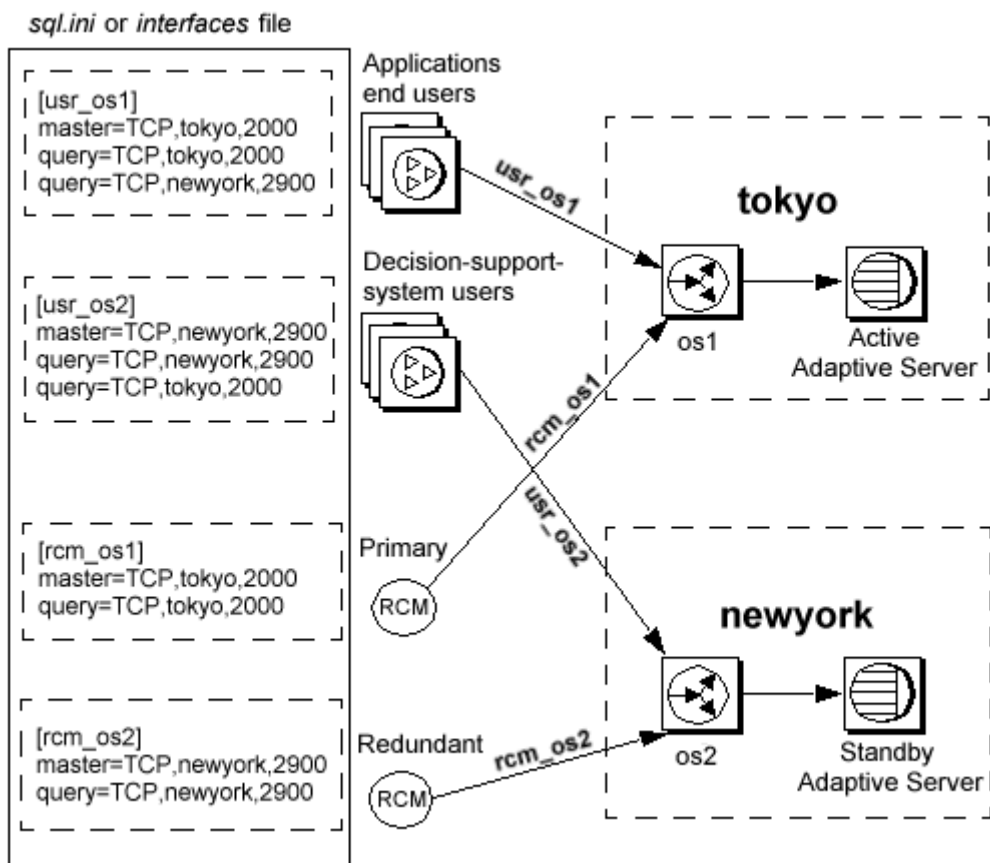 sql.ini or interfaces file
[usr_os1]
master=TCP,tokyo,2000
query=TCP,tokyo,2000
query=TCP,newyork,2900
[usr_os2]
master=TCP,newyork,2900
query=TCP,newyork,2900
query=TCP,tokyo,2000
[rcm_os1]
master=TCP,tokyo,2000
query=TCP,tokyo,2000
[rcm_os2]
master=TCP,newyork,2900
query=TCP,newyork,2900
Applications
end users
Decision-support-
system users
Primary
RCM
Redundant
RCM
usr_os1
rcm_os1
usr_os2
rcm_os2
tokyo
os1
Active
Adaptive Server
newyork
os2
Standby
Adaptive Server